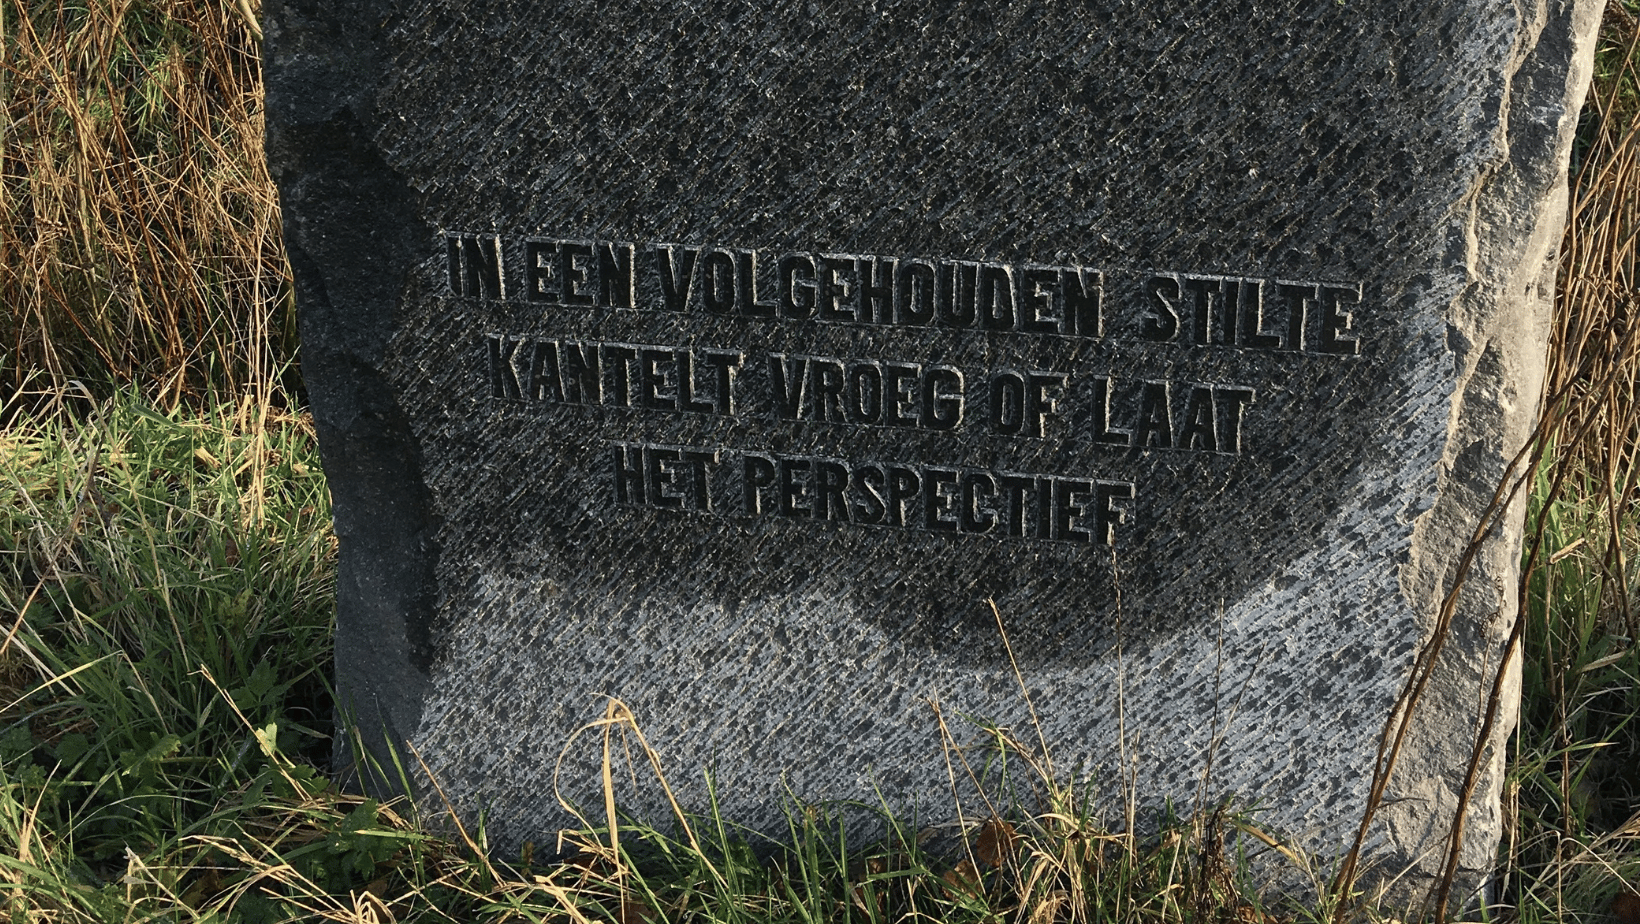 IN EEN VOLGEHOUDEN STILTE
KANTELT VROEG OF LAAT
HET PERSPECTIEF